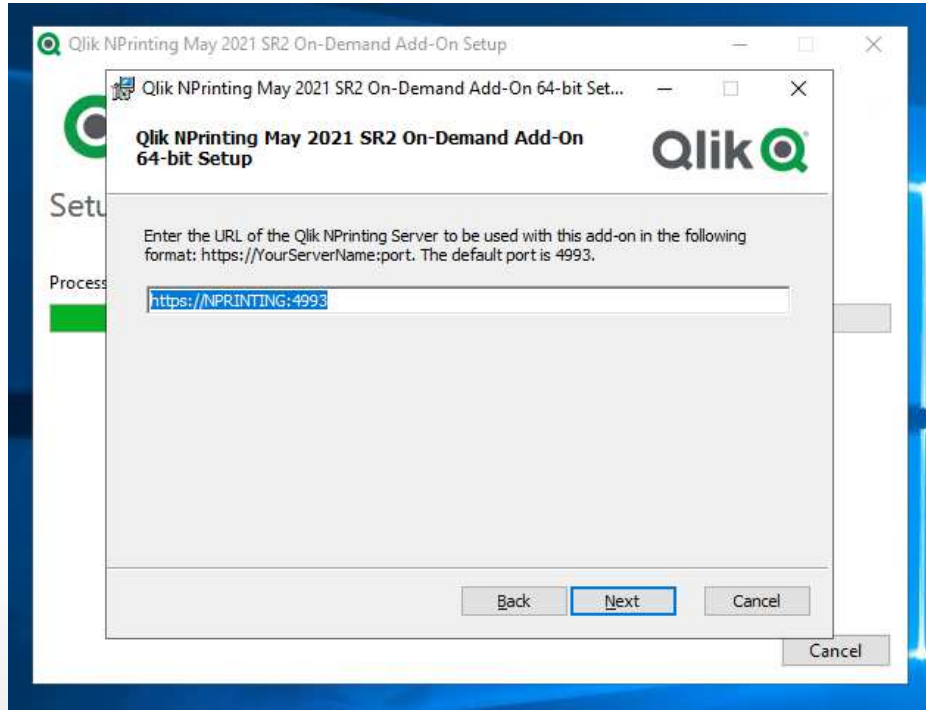 Qlik NPrinting May 2021 SR2 On-Demand Add-On Setup
Qlik NPrinting May 2021 SR2 On-Demand Add-On 64-bit Set...
Qlik NPrinting May 2021 SR2 On-Demand Add-On
64-bit Setup
Qlik
Setu
Enter the URL of the Qlik NPrinting Server to be used with this add-on in the following
format: https://YourServerName:port. The default port is 4993.
Process
https://NPRINTING:4993
Back
Next
Cancel
Cancel